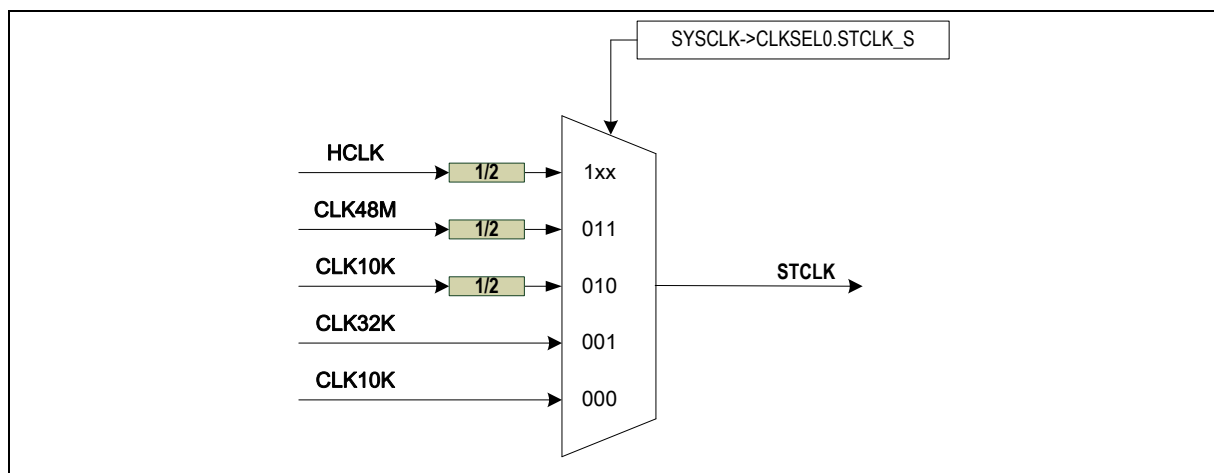 SYSCLK->CLKSEL0.STCLK_S
HCLK
1/2
1xx
CLK48M
1/2
011
CLK10K
1/2
010
STCLK
CLK32K
001
CLK10K
000